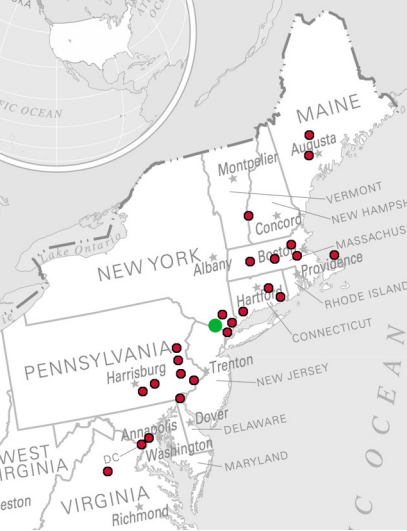 MAINE
Augusta
Montpelier
VERMONT
NEW HAMPSH
Concord
Lake Ontario
MASSACHUS
NEW YORK
Albany
Boston
Providence
Hartford
RHODE ISLAND
CONNECTICUT
PENNSYLVANIA
Trenton
Harrisburg
NEW JERSEY
Dover
Annapolis
DELAWARE
DC
Washington
WEST
IRGINIA
MARYLAND
eston
VIRGINIA
Richmond
IC OCEAN
FIC OCEAN
OCEAN